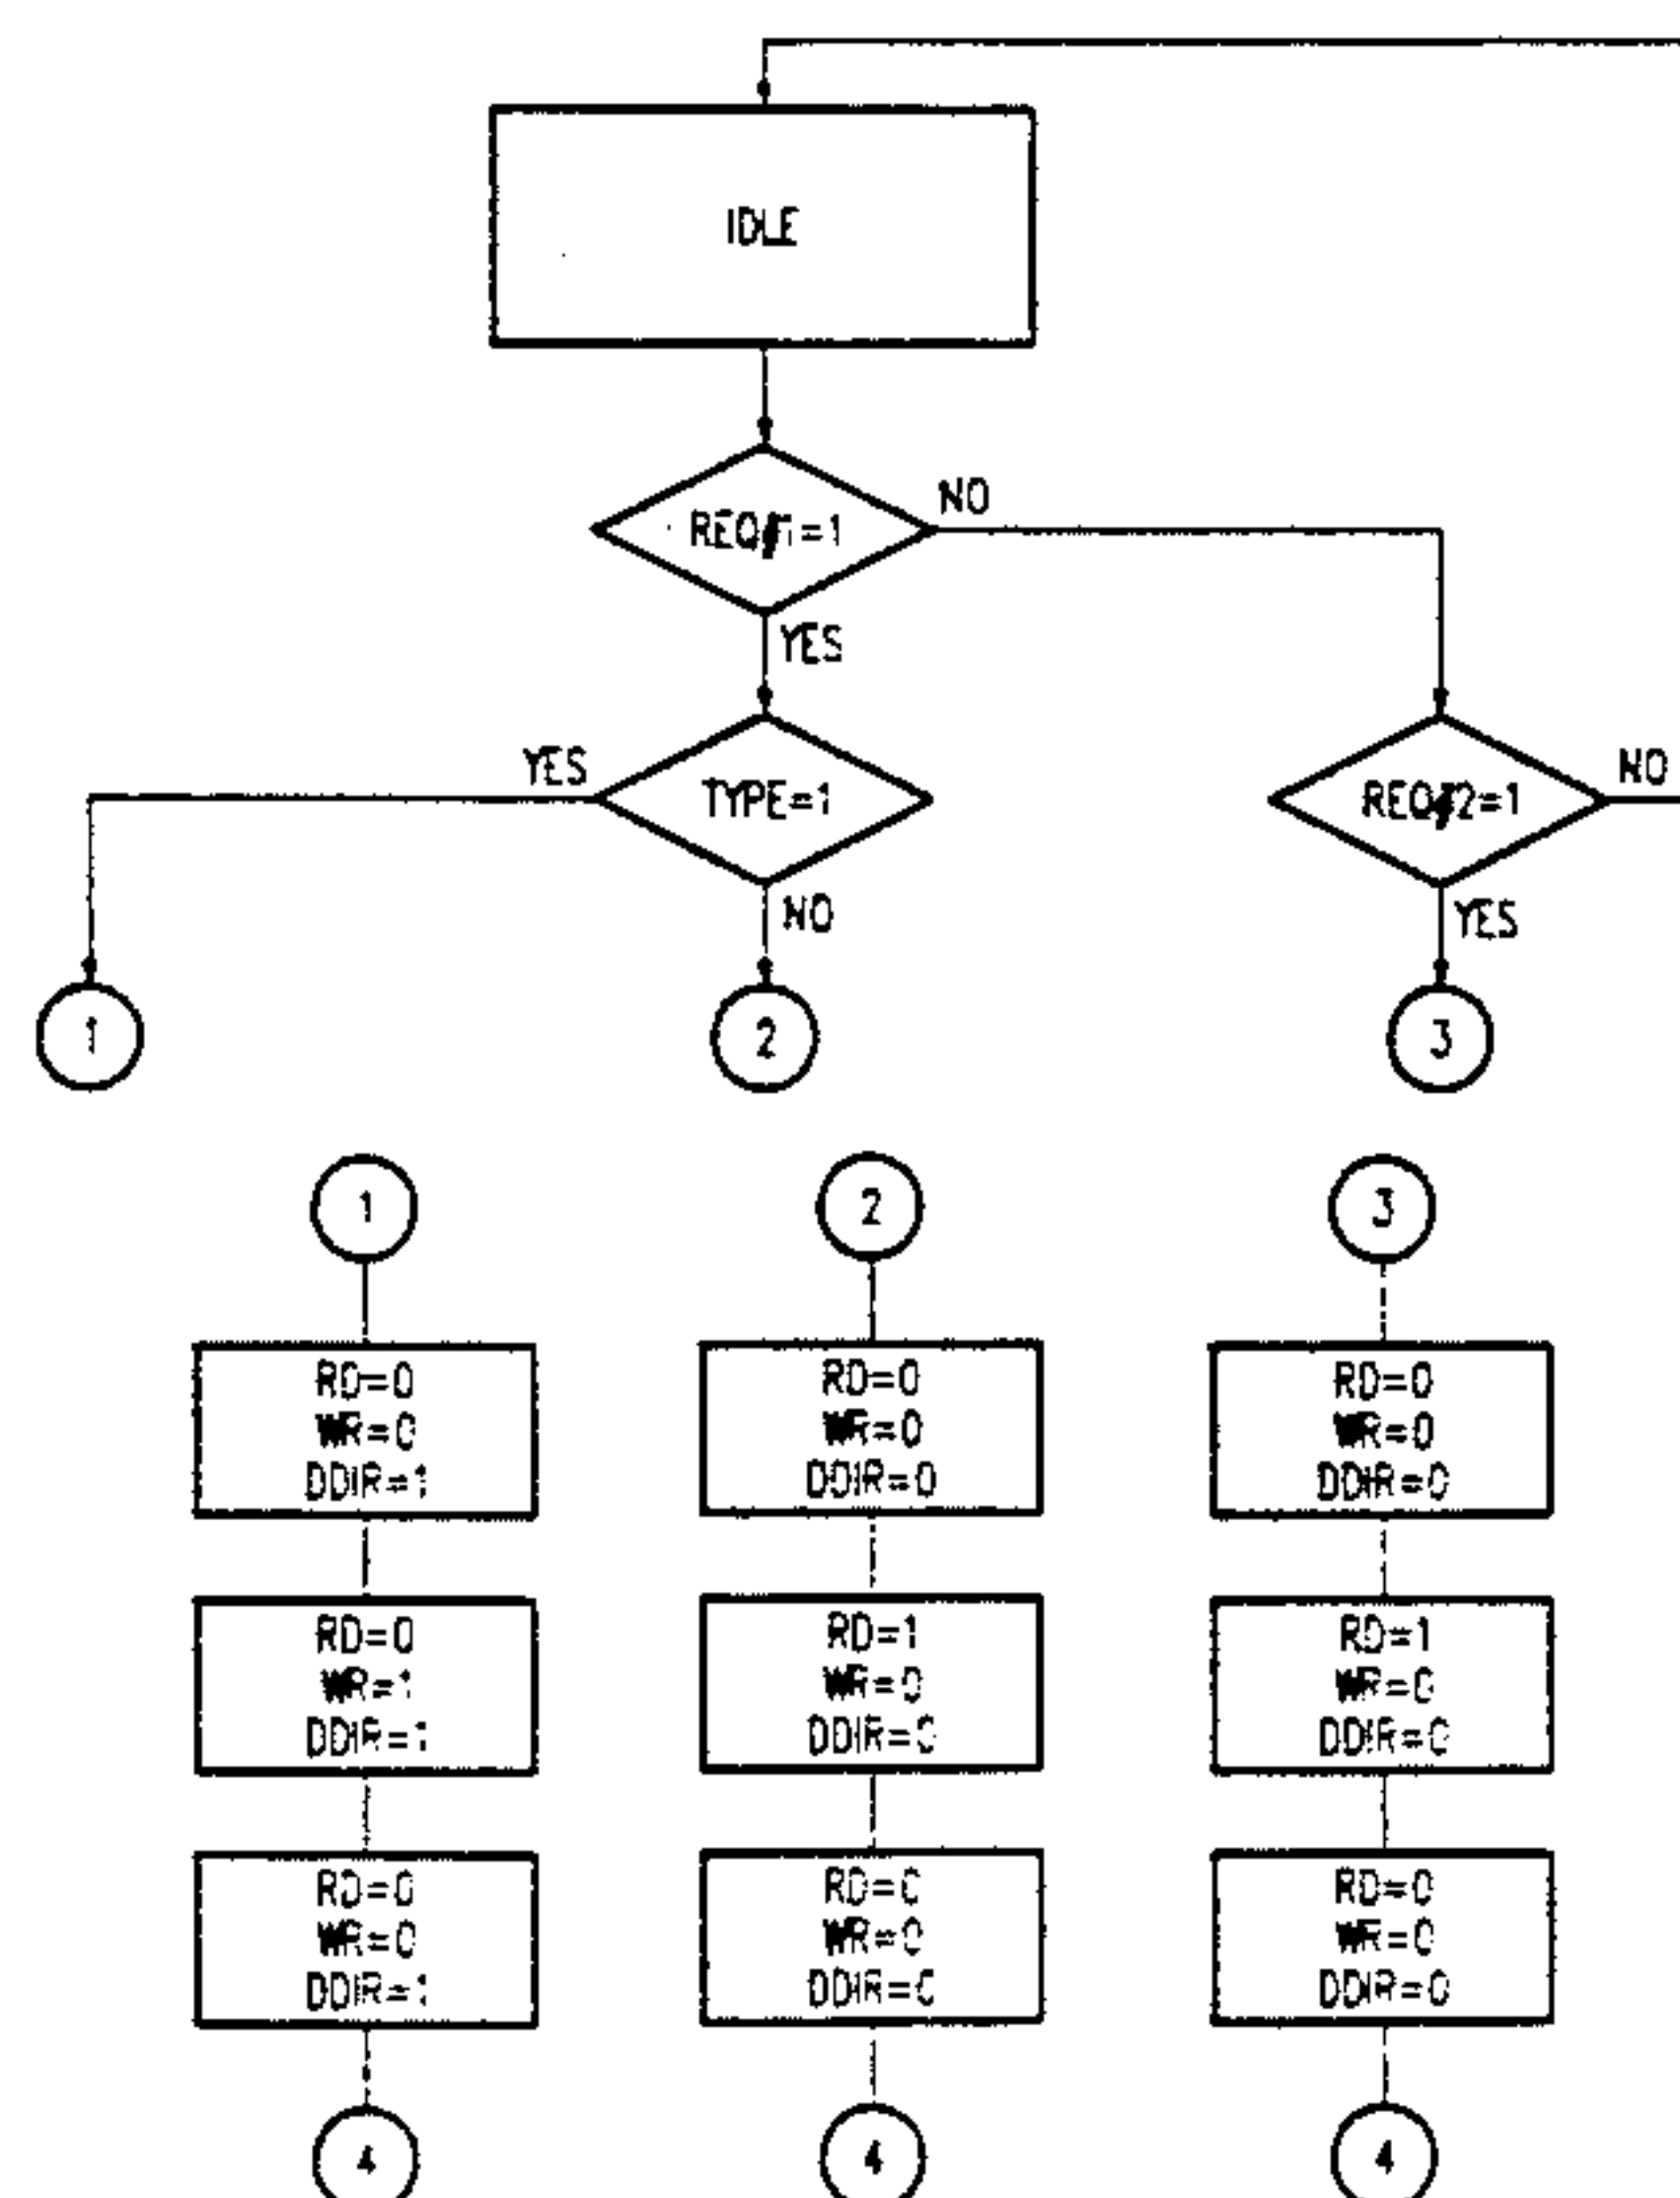 IDLE
REQ#1=1
NO
YES
YES
TYPE=1
NO
REQ#2=1
NO
YES
1
2
3
1
2
3
RD=0
WR=0
DDIR=1
RD=0
WR=0
DDIR=0
RD=0
WR=0
DDIR=0
RD=0
WR=1
DDIR=1
RD=1
WR=0
DDIR=0
RD=1
WR=0
DDIR=0
RD=0
WR=0
DDIR=1
RD=0
WR=0
DDIR=0
RD=0
WR=0
DDIR=0
4
4
4